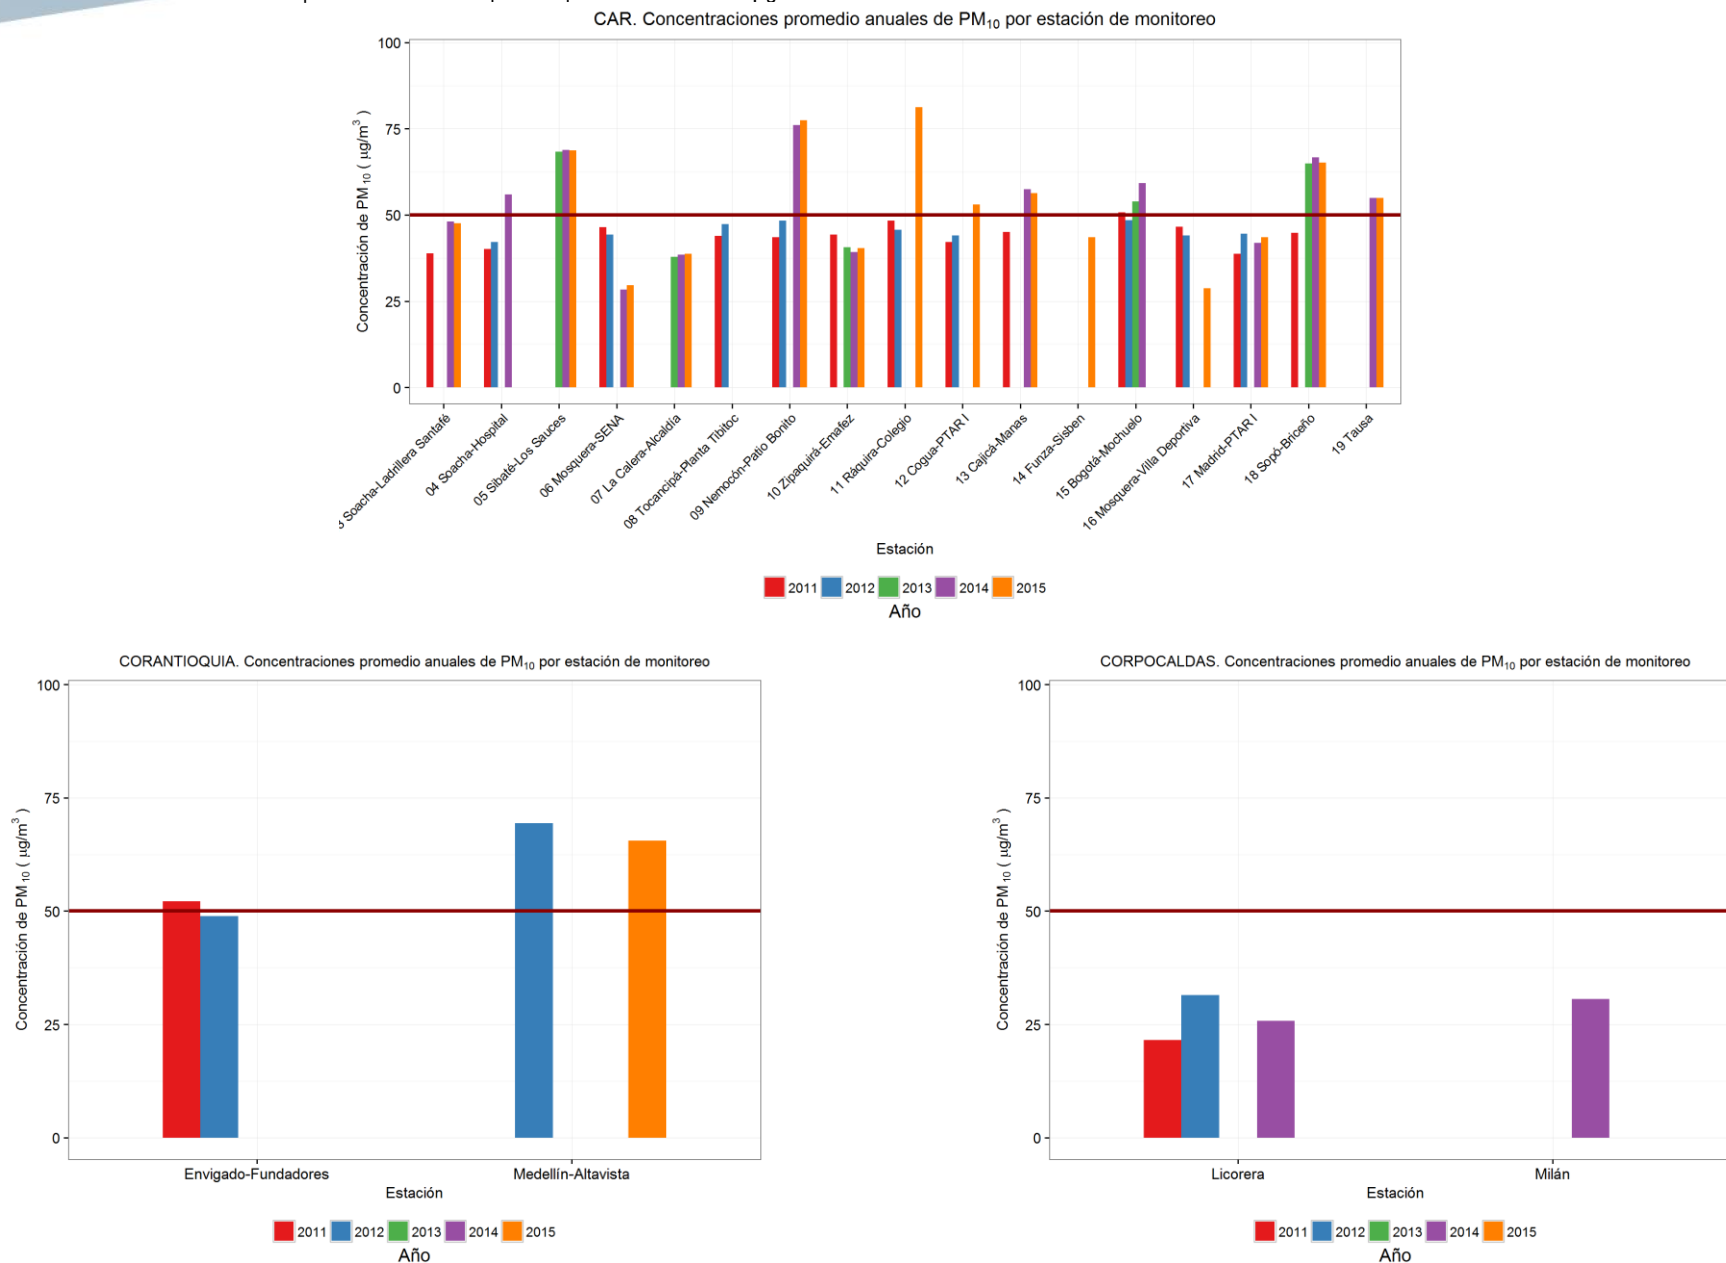 CAR. Concentraciones promedio anuales de PM₁₀ por estación de monitoreo
Concentración de PM₁₀ ( µg/m³ )
100
75
50
25
0
Soacha-Ladrillera Santafé
04 Soacha-Hospital
05 Sibaté-Los Sauces
06 Mosquera-SENA
07 La Calera-Alcaldía
08 Tocancipá-Planta Tibitoc
09 Nemocón-Patio Bonito
10 Zipaquirá-Emafez
11 Ráquira-Colegio
12 Cogua-PTAR I
13 Cajicá-Manas
14 Funza-Sisben
15 Bogotá-Mochuelo
16 Mosquera-Villa Deportiva
17 Madrid-PTAR I
18 Sopó-Briceño
19 Tausa
Estación
2011 2012 2013 2014 2015
Año
CORANTIOQUIA. Concentraciones promedio anuales de PM₁₀ por estación de monitoreo
Concentración de PM₁₀ ( µg/m³ )
100
75
50
25
0
Envigado-Fundadores Medellín-Altavista
Estación
2011 2012 2013 2014 2015
Año
CORPOCALDAS. Concentraciones promedio anuales de PM₁₀ por estación de monitoreo
Concentración de PM₁₀ ( µg/m³ )
100
75
50
25
0
Licorera Milán
Estación
2011 2012 2013 2014 2015
Año